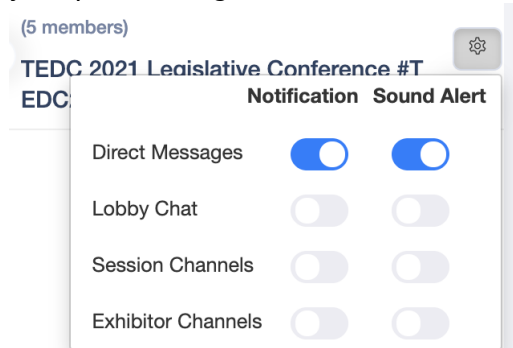 (5 members)
TEDC 2021 Legislative Conference #T
EDC
Notification Sound Alert
Direct Messages
Lobby Chat
Session Channels
Exhibitor Channels